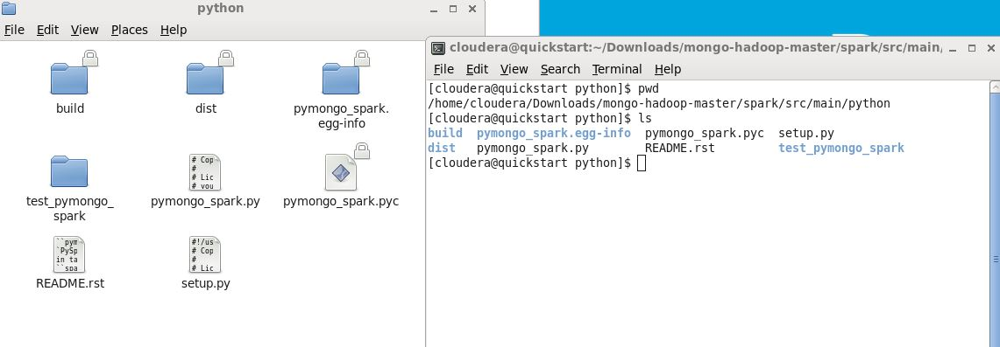 python
File Edit View Places Help
build
dist
pymongo_spark.
egg-info
test_pymongo_
spark
# Cop
#
# Lic
# vou
pymongo_spark.py
pymongo_spark.pyc
``pym
`PySp
in ta
``spa
README.rst
#!/us
# Cop
#
# Lic
setup.py
cloudera@quickstart:~/Downloads/mongo-hadoop-master/spark/src/main/
File Edit View Search Terminal Help
[cloudera@quickstart python]$ pwd
/home/cloudera/Downloads/mongo-hadoop-master/spark/src/main/python
[cloudera@quickstart python]$ ls
build pymongo_spark.egg-info pymongo_spark.pyc setup.py
dist pymongo_spark.py README.rst test_pymongo_spark
[cloudera@quickstart python]$